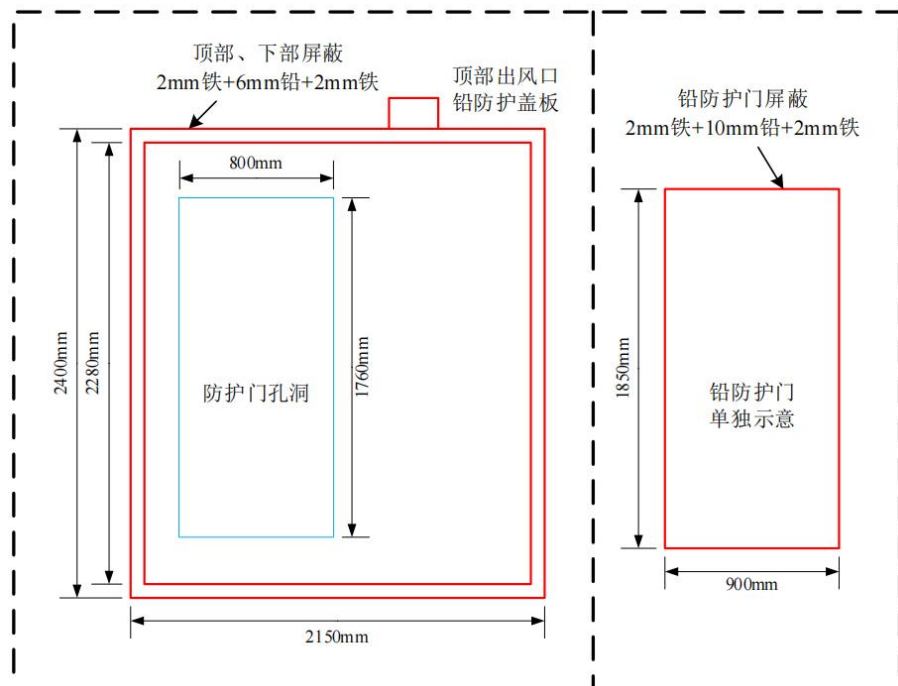 顶部、下部屏蔽
2mm铁+6mm铅+2mm铁
顶部出风口
铅防护盖板
800mm
2400mm
2280mm
1760mm
防护门孔洞
2150mm
铅防护门屏蔽
2mm铁+10mm铅+2mm铁
1850mm
铅防护门
单独示意
900mm